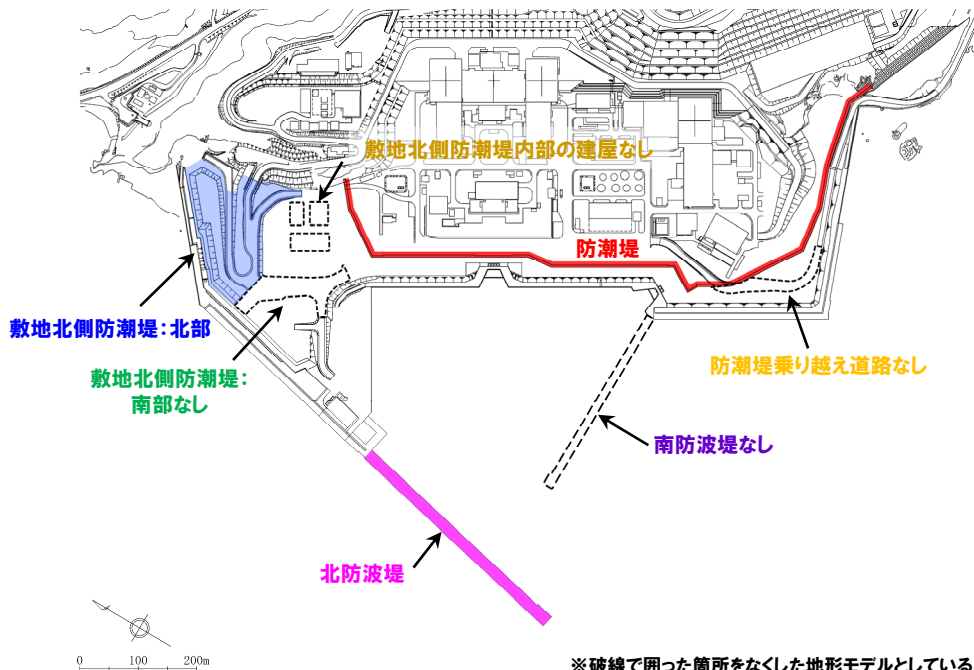 敷地北側防潮堤内部の建屋なし
防潮堤
敷地北側防潮堤:北部
敷地北側防潮堤:
南部なし
防潮堤乗り越え道路なし
南防波堤なし
北防波堤
0 100 200m
※破線で囲った箇所をなくした地形モデルとしている